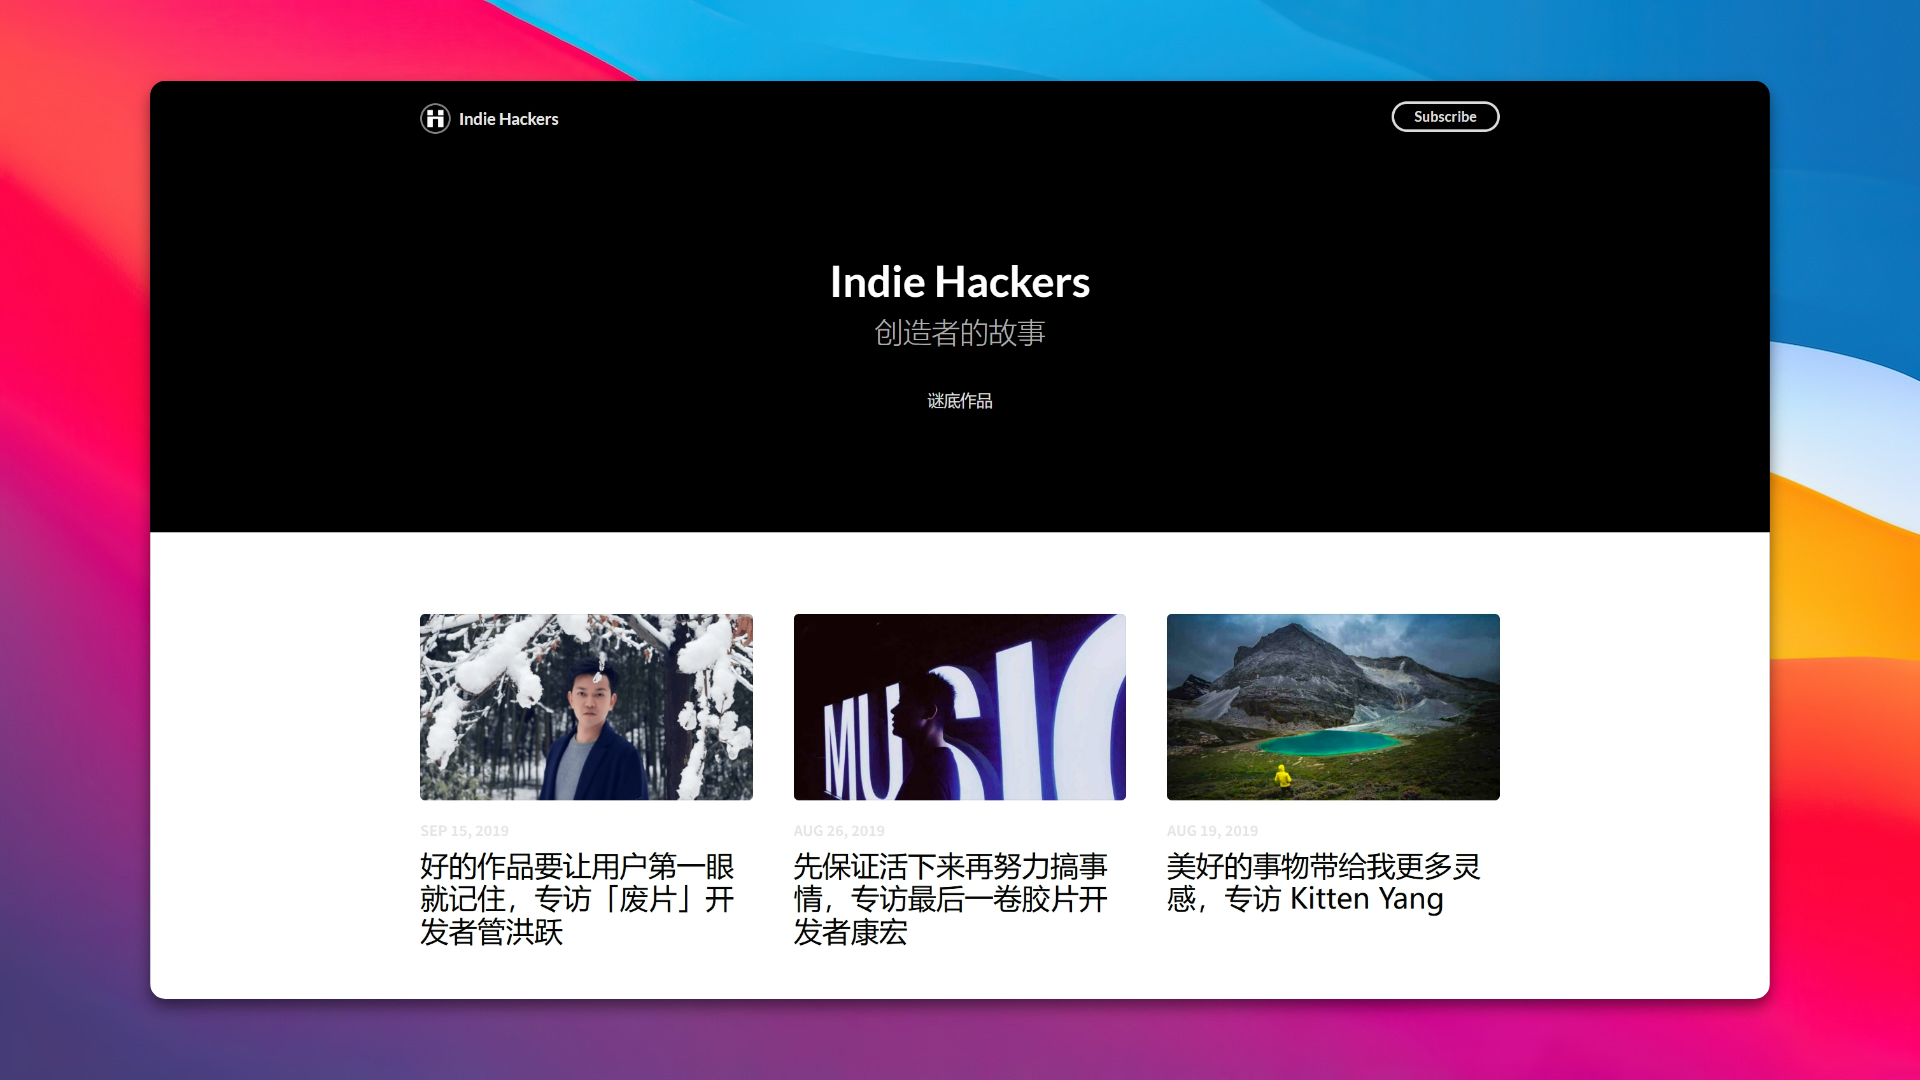 Indie Hackers
Subscribe
Indie Hackers
创造者的故事
谜底作品
MUSIC
SEP 15, 2019
AUG 26, 2019
AUG 19, 2019
好的作品要让用户第一眼
就记住，专访「废片」开
发者管洪跃
先保证活下来再努力搞事
情，专访最后一卷胶片开
发者康宏
美好的事物带给我更多灵
感，专访 Kitten Yang